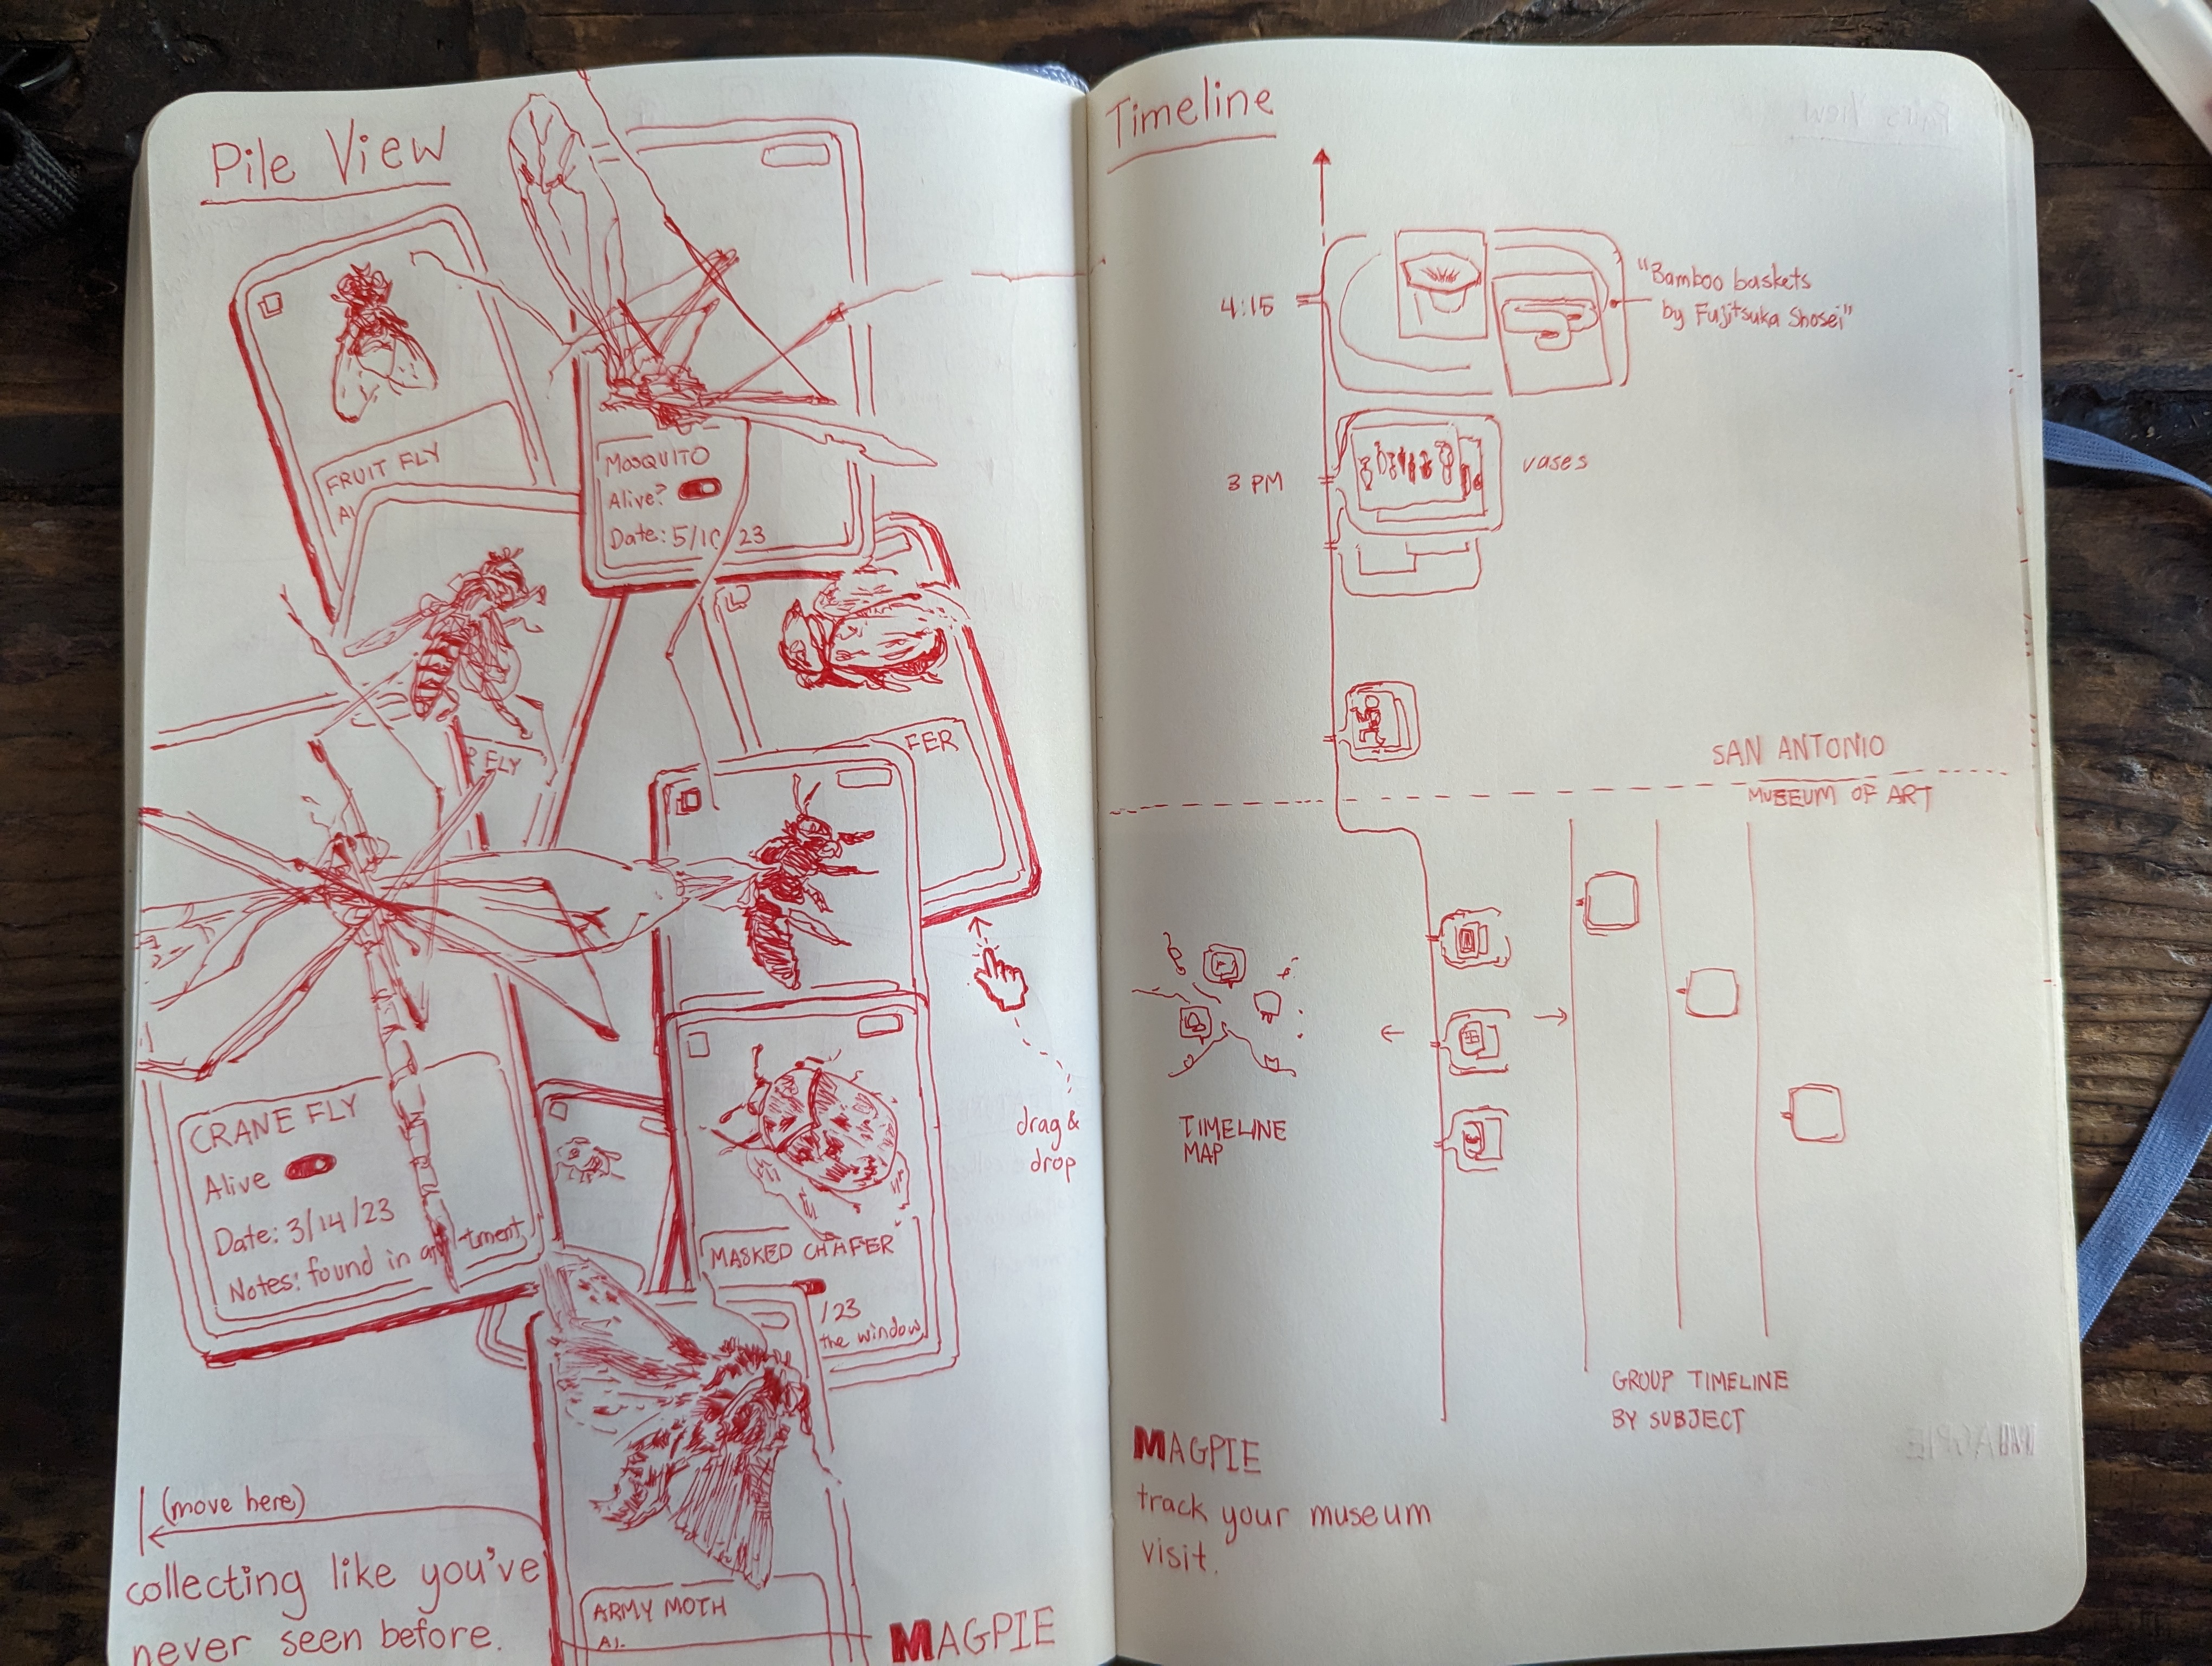 Pile View
FRUIT FLY
Al
MOSQUITO
Alive?
Date: 5/10/23
R FLY
FER
CRANE FLY
Alive
Date: 3/14/23
Notes: found in ap -tment
drag &
drop
MASKED CHAFER
/23
the window
(move here)
collecting like you've
never seen before.
ARMY MOTH
Al.
MAGPIE
Timeline
4:15
"Bamboo baskets
by Fujitsuka Shosei"
3 PM
vases
SAN ANTONIO
MUSEUM OF ART
TIMELINE
MAP
GROUP TIMELINE
BY SUBJECT
MAGPIE
track your museum
visit.